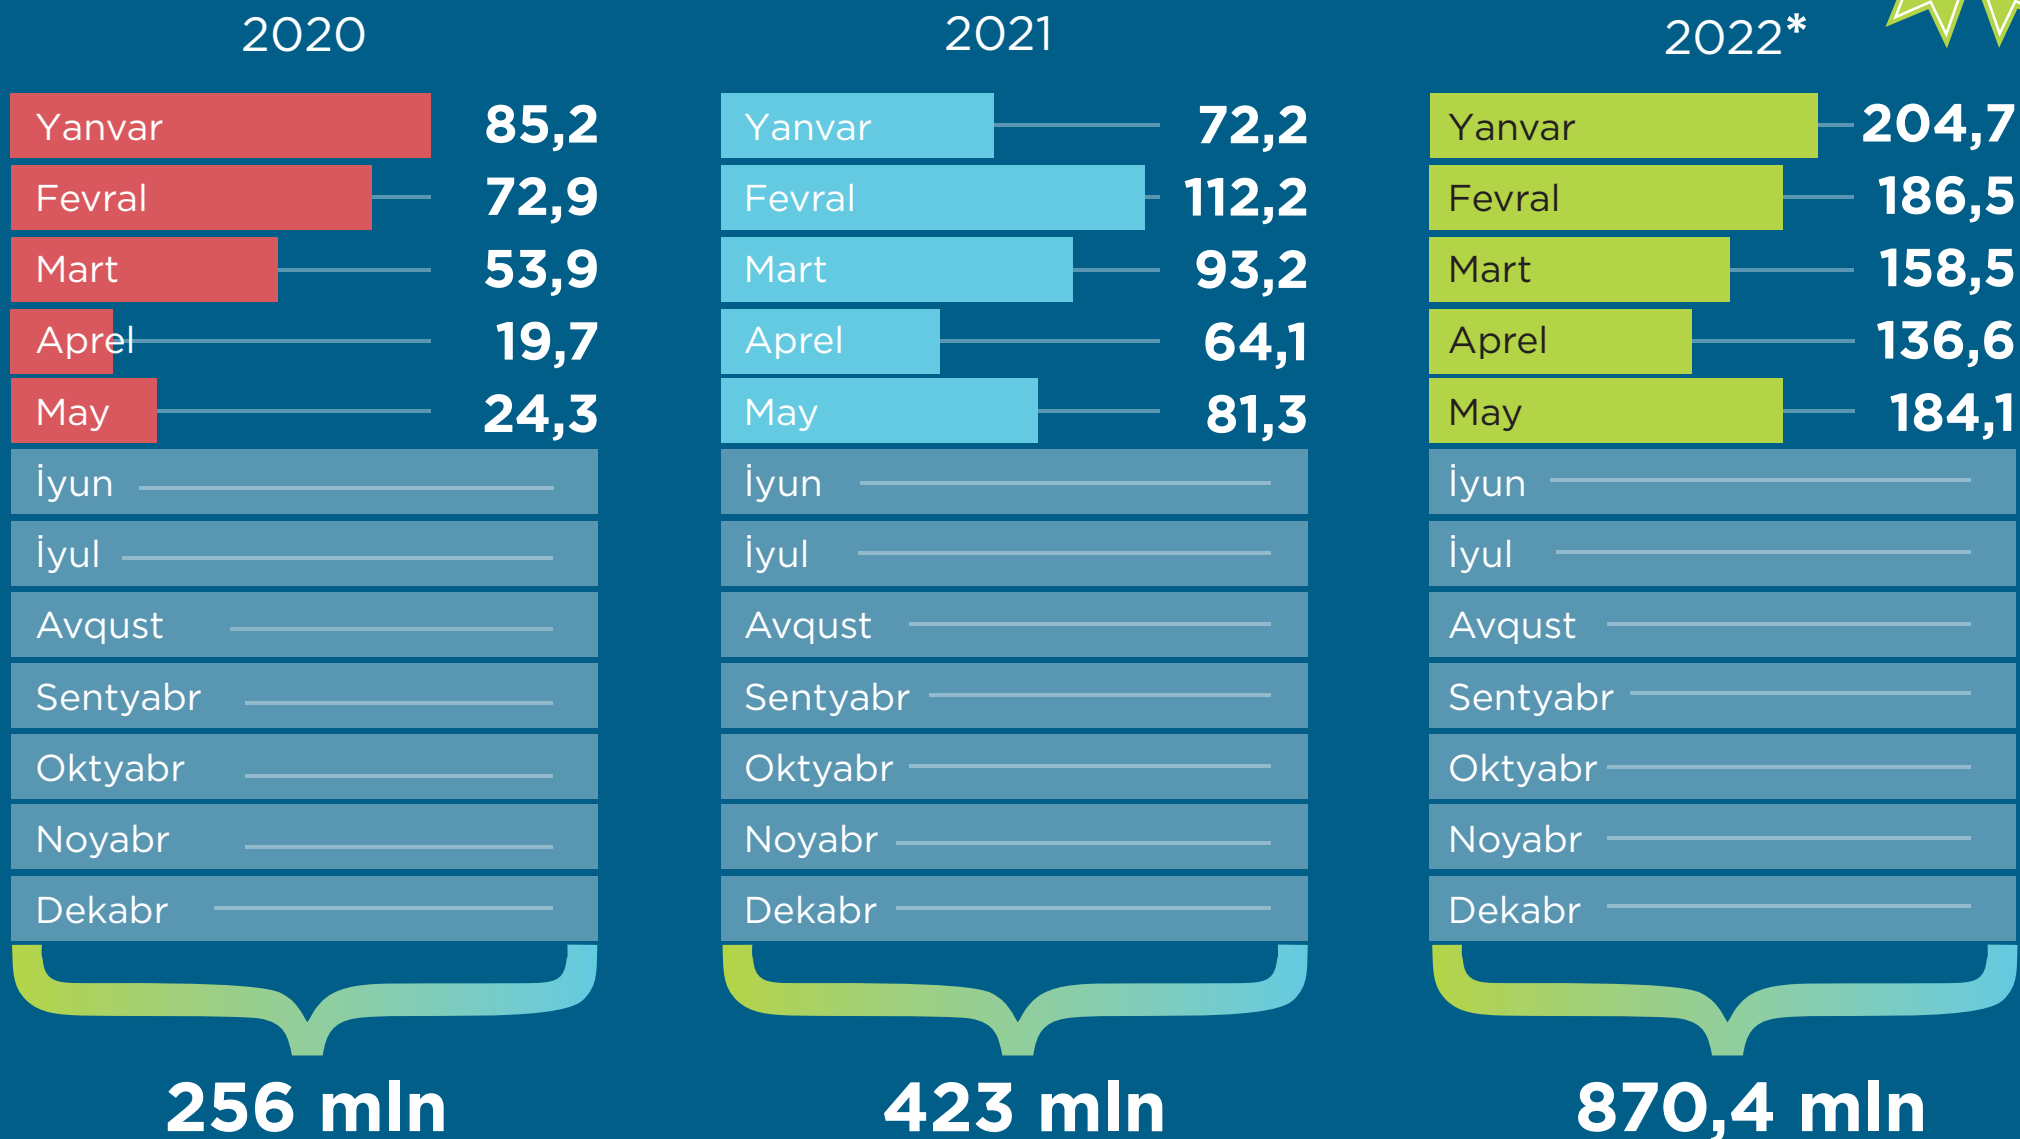 2020
Yanvar 85,2
Fevral 72,9
Mart 53,9
Aprel 19,7
May 24,3
İyun
İyul
Avqust
Sentyabr
Oktyabr
Noyabr
Dekabr
256 mln
2021
Yanvar 72,2
Fevral 112,2
Mart 93,2
Aprel 64,1
May 81,3
İyun
İyul
Avqust
Sentyabr
Oktyabr
Noyabr
Dekabr
423 mln
2022*
Yanvar 204,7
Fevral 186,5
Mart 158,5
Aprel 136,6
May 184,1
İyun
İyul
Avqust
Sentyabr
Oktyabr
Noyabr
Dekabr
870,4 mln